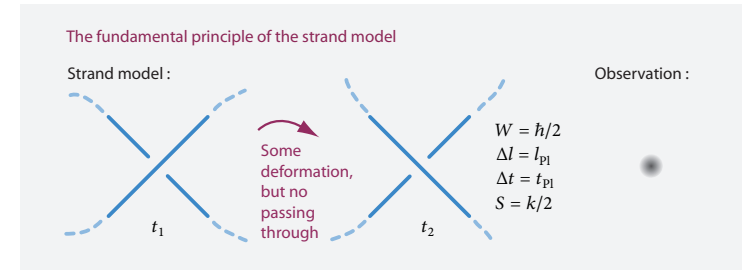 The fundamental principle of the strand model
Strand model :
Observation :
Some
deformation,
but no
passing
through
t₁
t₂
W = ℏ/2
Δl = l_Pl
Δt = t_Pl
S = k/2